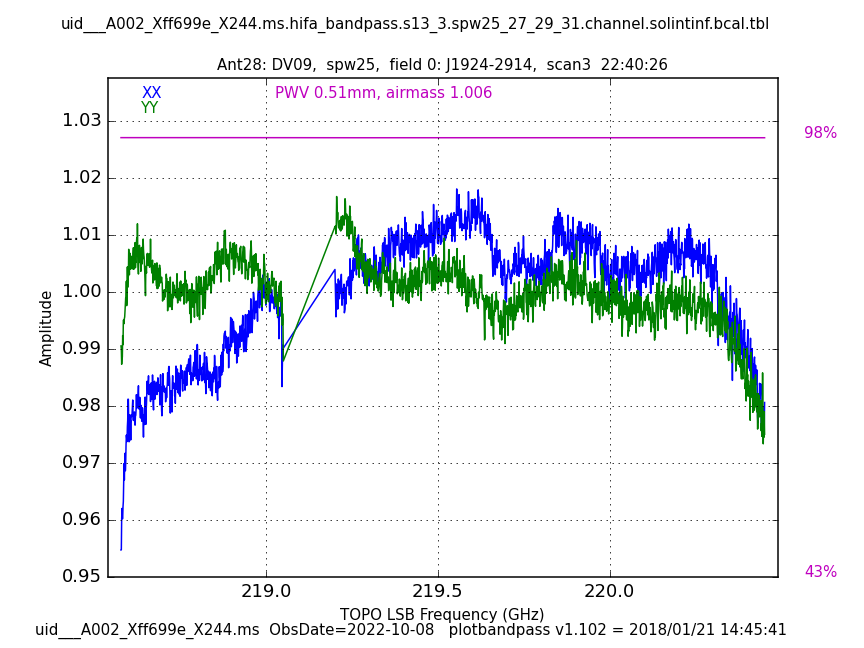 uid___A002_Xff699e_X244.ms.hifa_bandpass.s13_3.spw25_27_29_31.channel.solintinf.bcal.tbl
Ant28: DV09,  spw25,  field 0: J1924-2914,  scan3  22:40:26
XX
PWV 0.51mm, airmass 1.006
YY
1.03
98%
1.02
1.01
1.00
0.99
0.98
0.97
0.96
0.95
43%
Amplitude
219.0
219.5
220.0
TOPO LSB Frequency (GHz)
uid___A002_Xff699e_X244.ms  ObsDate=2022-10-08   plotbandpass v1.102 = 2018/01/21 14:45:41